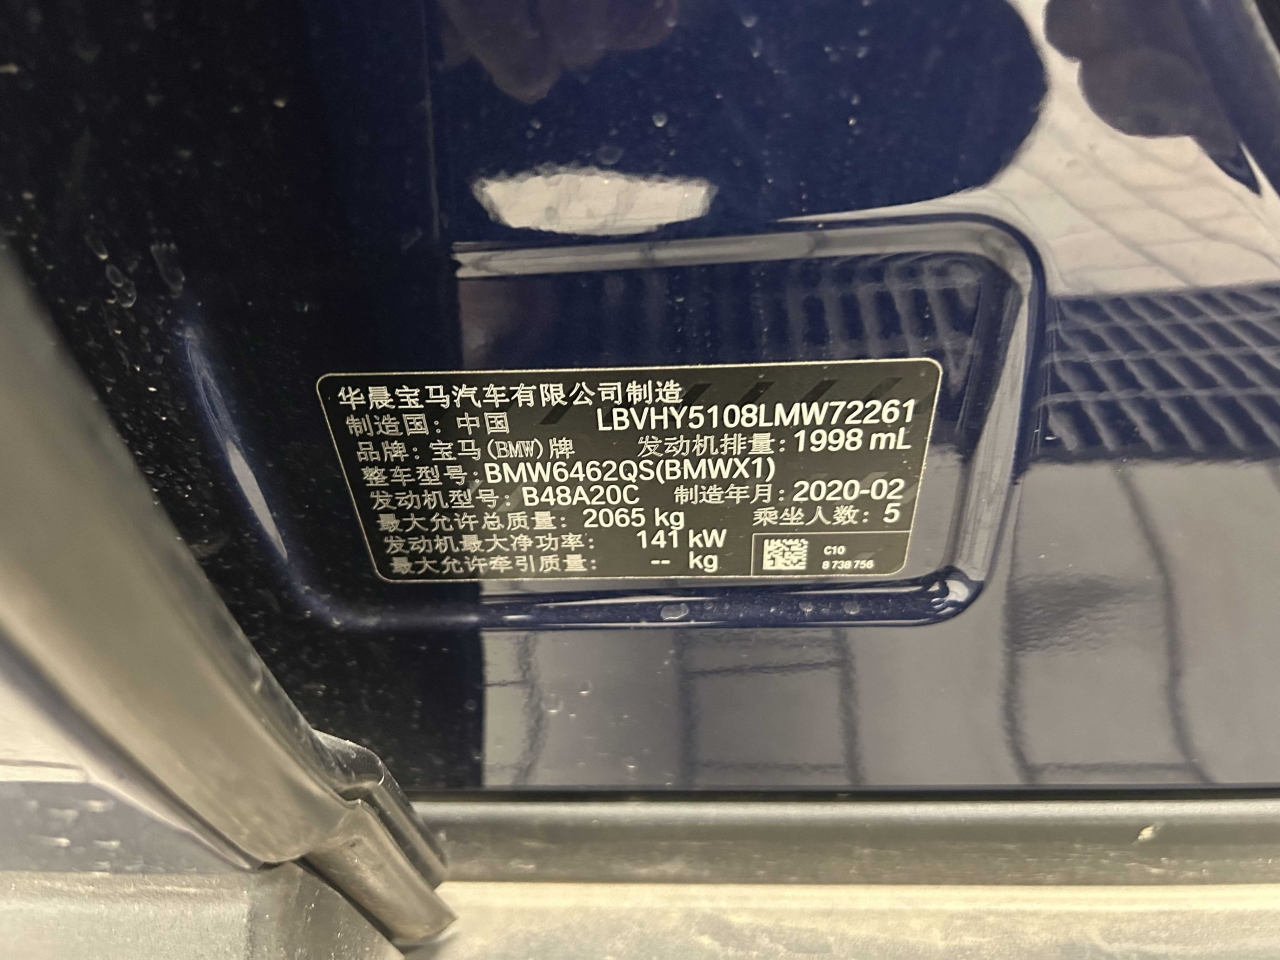 华晨宝马汽车有限公司制造
制造国：中国 LBVHY5108LMW72261
品牌：宝马(BMW)牌 发动机排量：1998 mL
整车型号：BMW6462QS(BMWX1)
发动机型号：B48A20C 制造年月：2020-02
最大允许总质量：2065 kg 乘坐人数：5
发动机最大净功率：141 kW
最大允许牵引质量：-- kg
C10
8 738 756